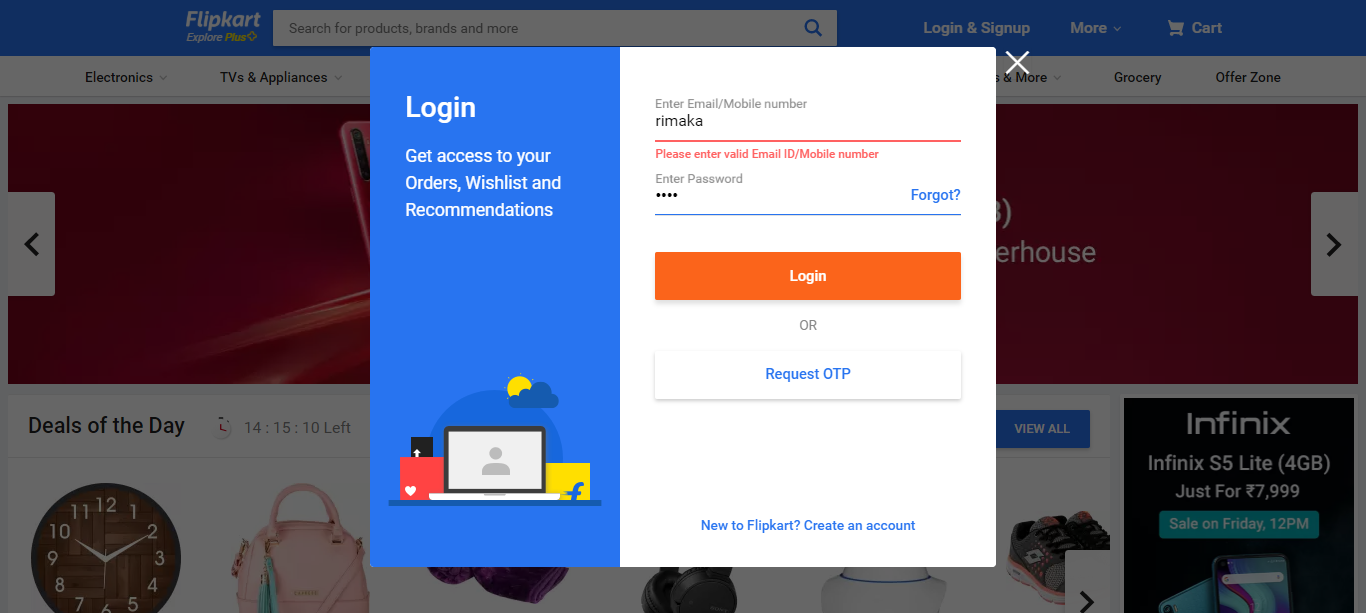 Flipkart
Explore Plus
Search for products, brands and more
Login & Signup
More
Cart
Electronics
TVs & Appliances
s & More
Grocery
Offer Zone
Login
Get access to your
Orders, Wishlist and
Recommendations
Enter Email/Mobile number
rimaka
Please enter valid Email ID/Mobile number
Enter Password
••••
Forgot?
Login
OR
Request OTP
New to Flipkart? Create an account
erhouse
Deals of the Day
14 : 15 : 10 Left
VIEW ALL
11 12 1
10 2
9 3
8 4
7 6 5
Infinix
Infinix S5 Lite (4GB)
Just For ₹7,999
Sale on Friday, 12PM